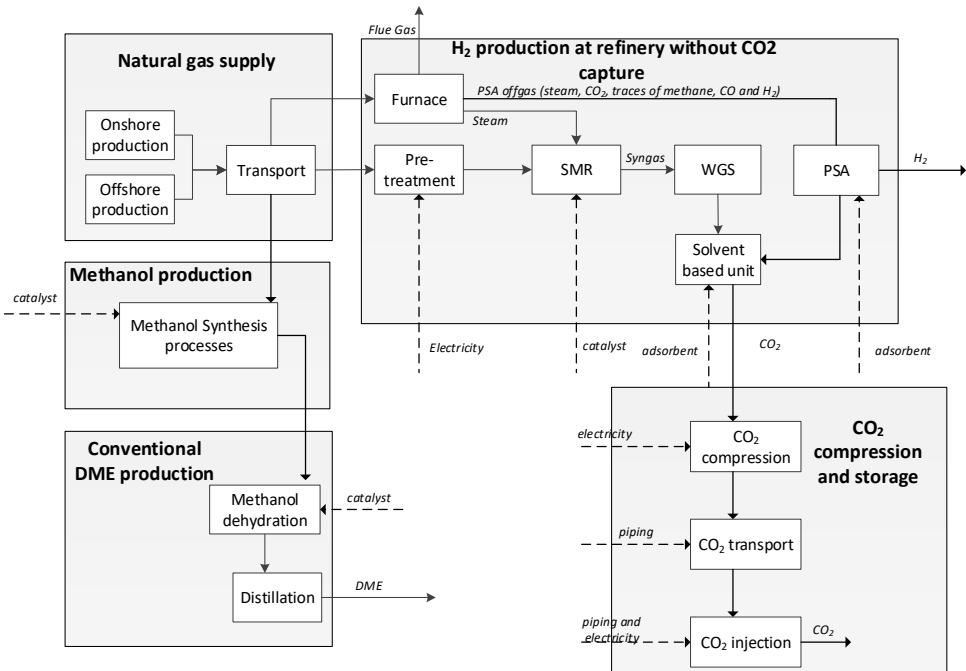 Flue Gas
Natural gas supply
H₂ production at refinery without CO2
capture
Furnace
PSA offgas (steam, CO₂, traces of methane, CO and H₂)
Steam
Onshore
production
Offshore
production
Transport
Pre-
treatment
SMR
Syngas
WGS
PSA
H₂
Solvent
based unit
Methanol production
catalyst
Methanol Synthesis
processes
Electricity
catalyst
adsorbent
CO₂
adsorbent
Conventional
DME production
Methanol
dehydration
catalyst
Distillation
DME
electricity
CO₂
compression
CO₂
compression
and storage
piping
CO₂ transport
piping and
electricity
CO₂ injection
CO₂